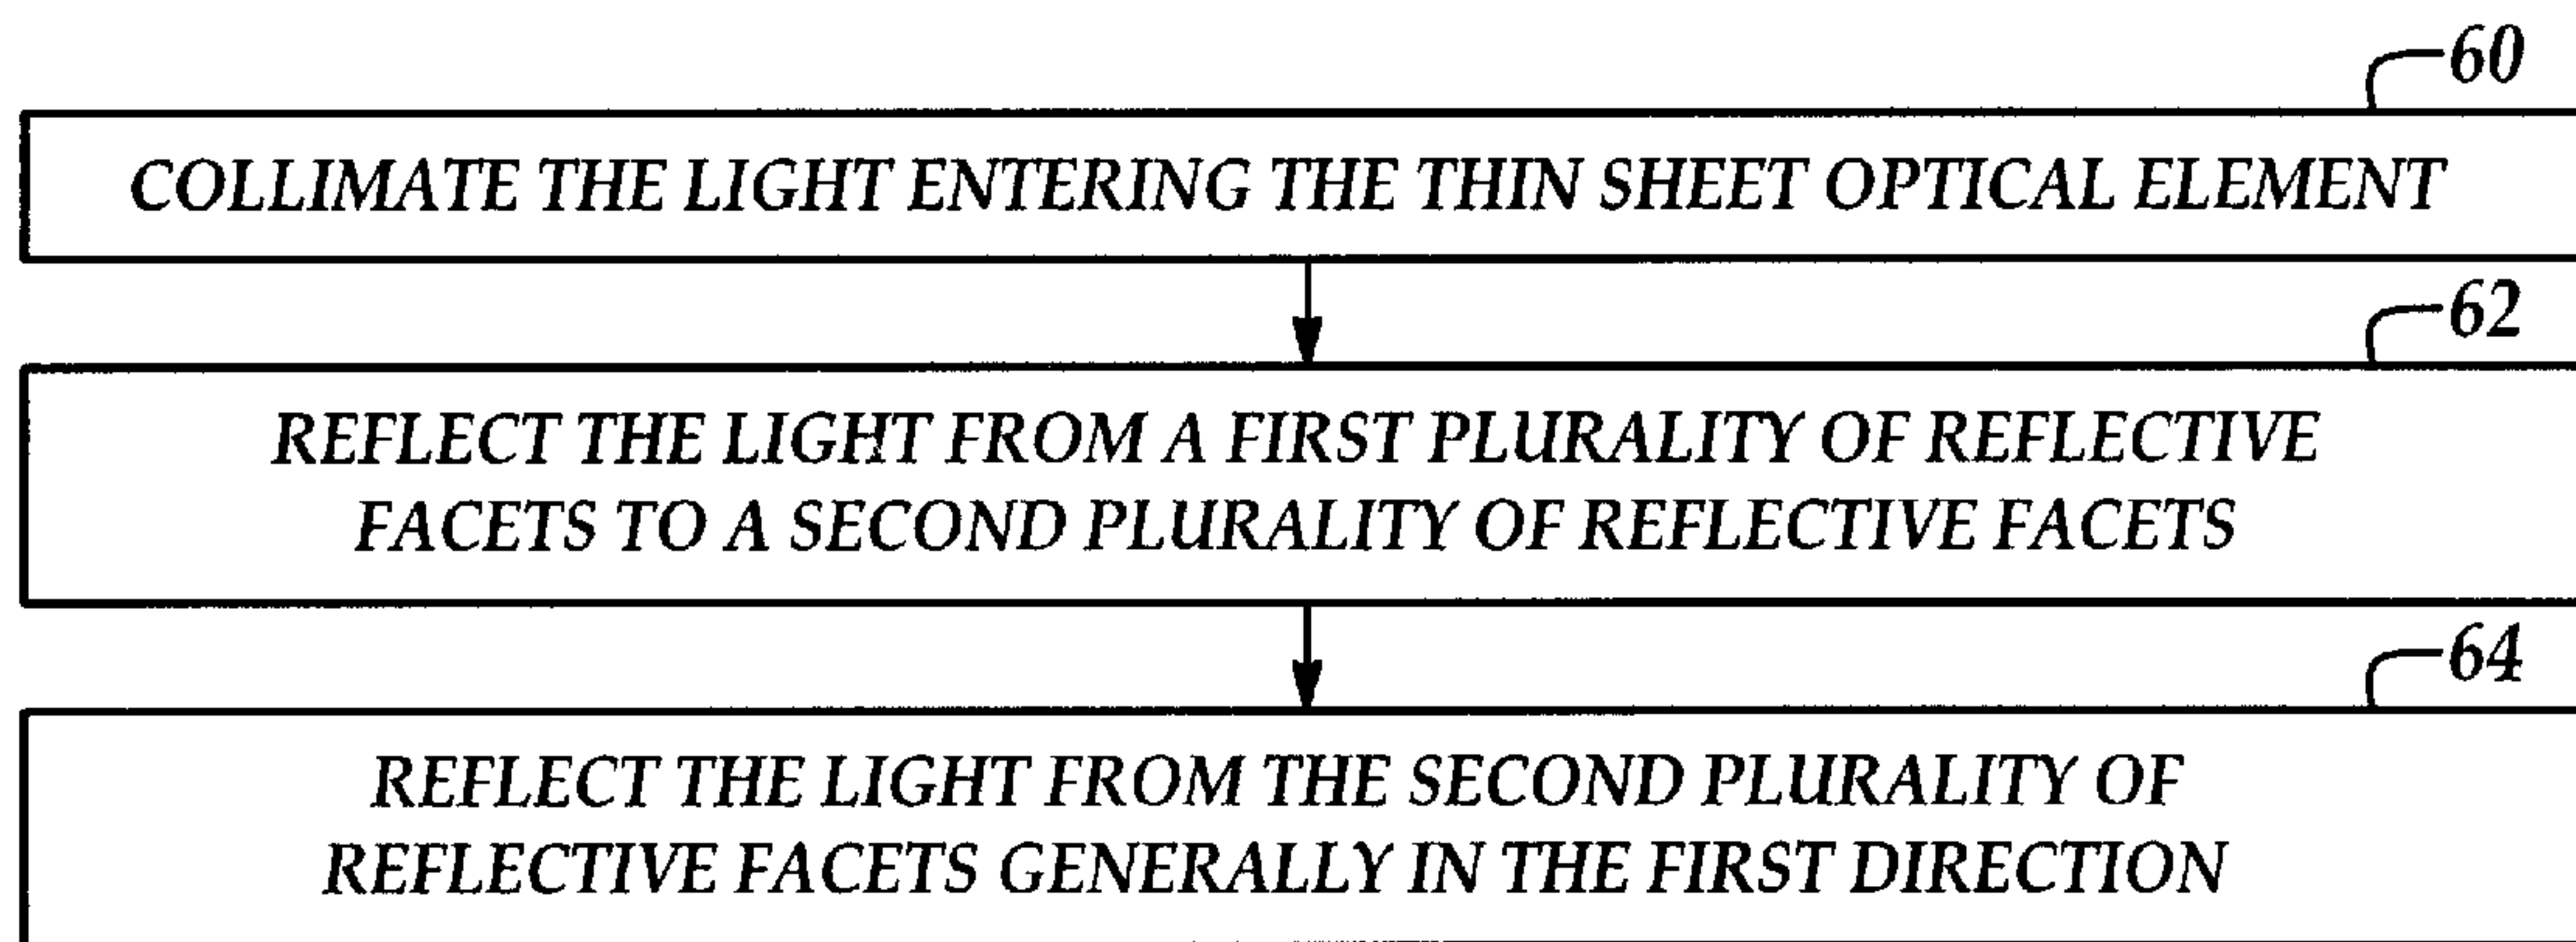 60
COLLIMATE THE LIGHT ENTERING THE THIN SHEET OPTICAL ELEMENT
62
REFLECT THE LIGHT FROM A FIRST PLURALITY OF REFLECTIVE
FACETS TO A SECOND PLURALITY OF REFLECTIVE FACETS
64
REFLECT THE LIGHT FROM THE SECOND PLURALITY OF
REFLECTIVE FACETS GENERALLY IN THE FIRST DIRECTION